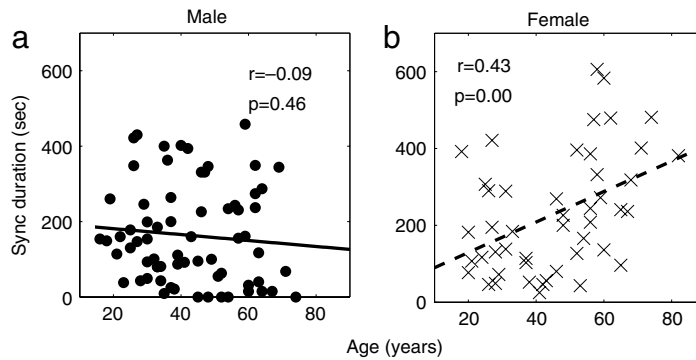 a
Male
r=−0.09
p=0.46
Sync duration (sec)
600
400
200
0
20
40
60
80
b
Female
r=0.43
p=0.00
600
400
200
0
20
40
60
80
Age (years)